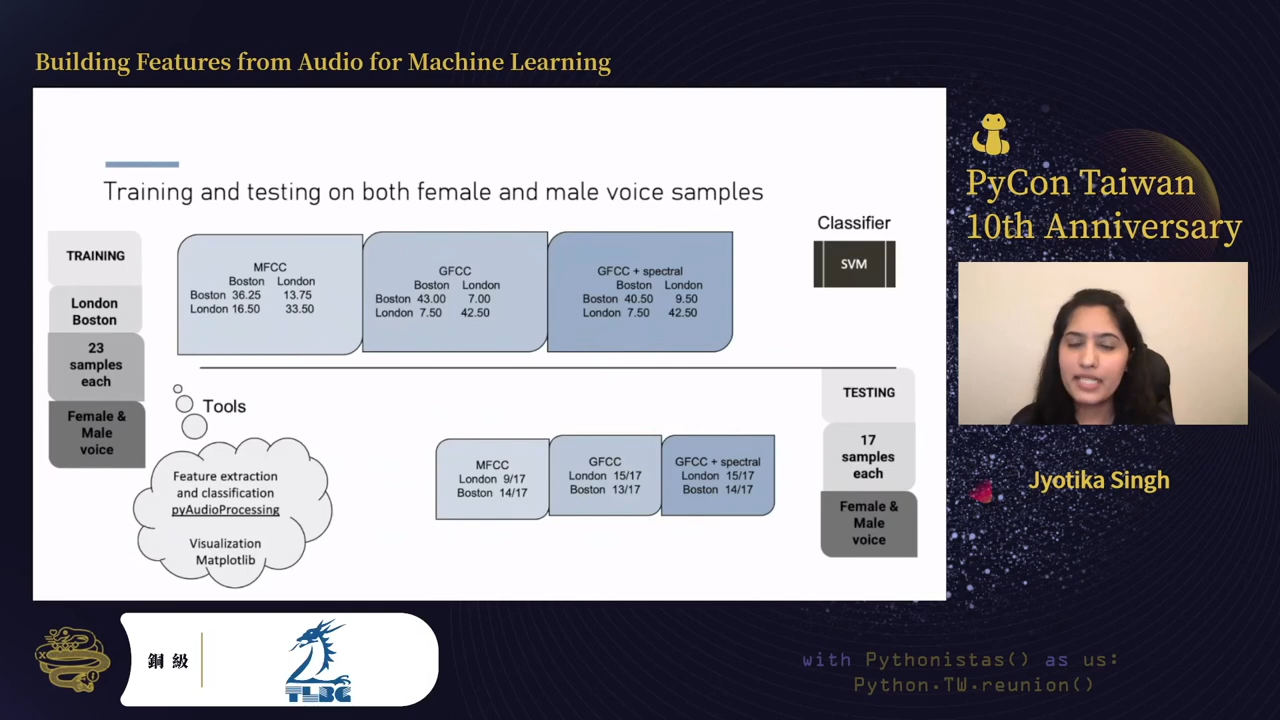 Building Features from Audio for Machine Learning
Training and testing on both female and male voice samples
TRAINING
London
Boston
23
samples
each
Female &
Male
voice
MFCC
Boston London
Boston 36.25 13.75
London 16.50 33.50
GFCC
Boston London
Boston 43.00 7.00
London 7.50 42.50
GFCC + spectral
Boston London
Boston 40.50 9.50
London 7.50 42.50
Classifier
SVM
Tools
Feature extraction
and classification
pyAudioProcessing
Visualization
Matplotlib
MFCC
London 9/17
Boston 14/17
GFCC
London 15/17
Boston 13/17
GFCC + spectral
London 15/17
Boston 14/17
TESTING
17
samples
each
Female &
Male
voice
PyCon Taiwan
10th Anniversary
Jyotika Singh
銅級
TLBG
with Pythonistas() as us:
Python.TW.reunion()